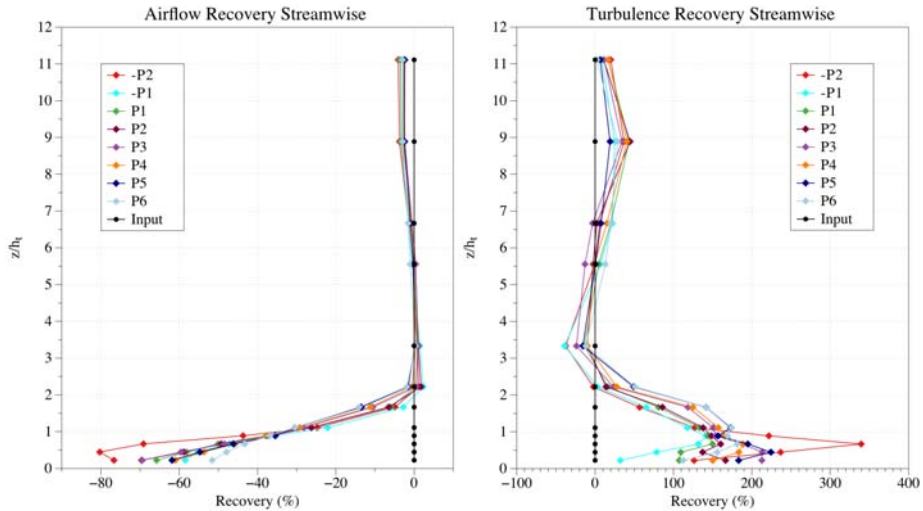 Airflow Recovery Streamwise
12
11
10
9
8
7
6
5
4
3
2
1
0
z/hₜ
-P2
-P1
P1
P2
P3
P4
P5
P6
Input
−80
−60
−40
−20
0
Recovery (%)
Turbulence Recovery Streamwise
12
11
10
9
8
7
6
5
4
3
2
1
0
z/hₜ
-P2
-P1
P1
P2
P3
P4
P5
P6
Input
−100
0
100
200
300
400
Recovery (%)